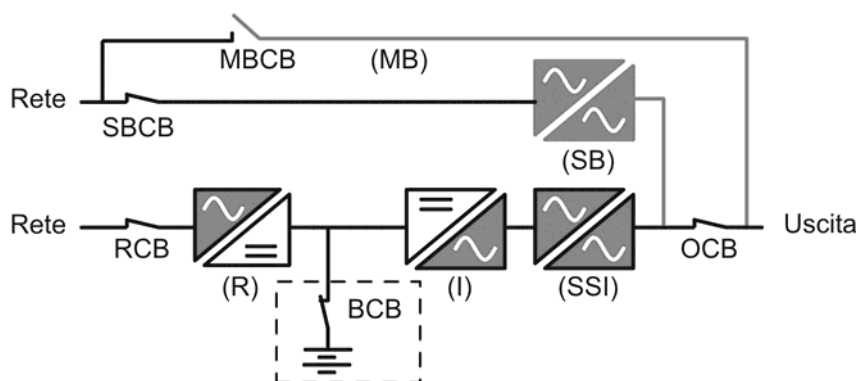 MBCB
(MB)
Rete
SBCB
(SB)
Rete
RCB
(R)
(I)
(SSI)
OCB
Uscita
BCB